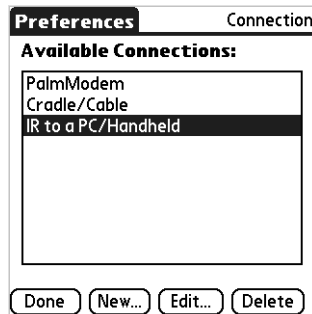 Preferences Connection
Available Connections:
PalmModem
Cradle/Cable
IR to a PC/Handheld
Done New... Edit... Delete